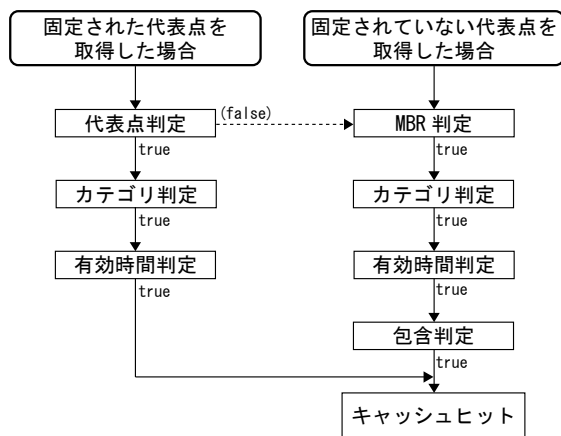 固定された代表点を
取得した場合
固定されていない代表点を
取得した場合
代表点判定
(false)
MBR 判定
true
true
カテゴリ判定
カテゴリ判定
true
true
有効時間判定
有効時間判定
true
true
包含判定
true
キャッシュヒット